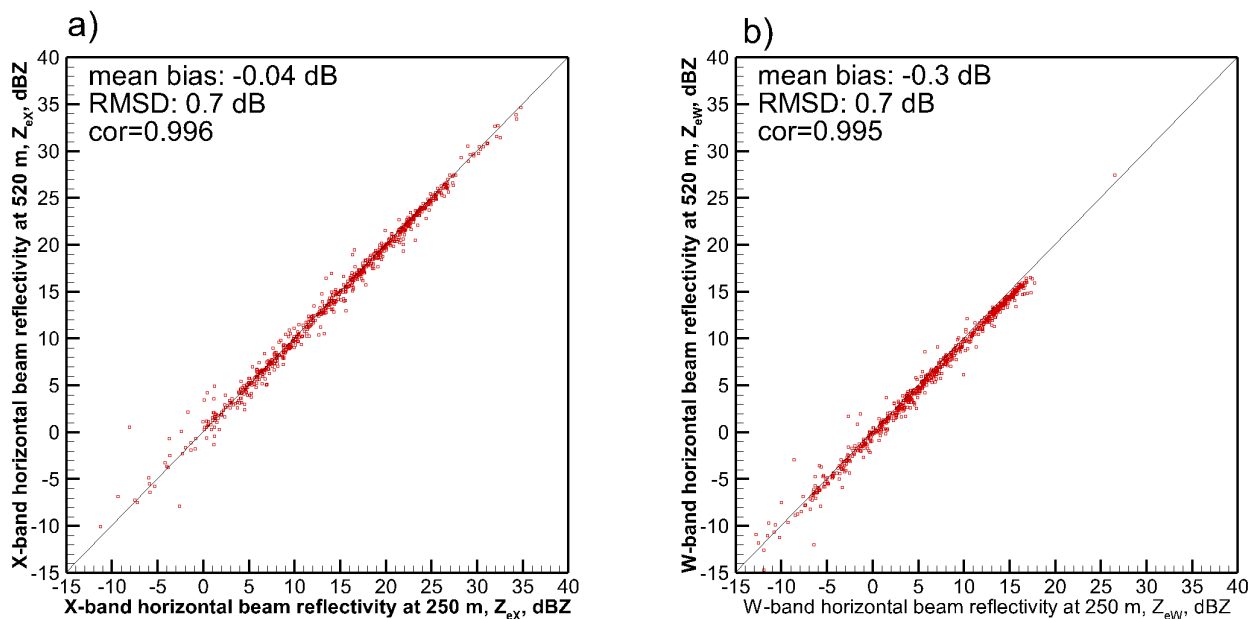 a)
mean bias: -0.04 dB
RMSD: 0.7 dB
cor=0.996
X-band horizontal beam reflectivity at 520 m, ZeX, dBZ
40
35
30
25
20
15
10
5
0
-5
-10
-15
-15 -10 -5 0 5 10 15 20 25 30 35 40
X-band horizontal beam reflectivity at 250 m, ZeX, dBZ
b)
mean bias: -0.3 dB
RMSD: 0.7 dB
cor=0.995
W-band horizontal beam reflectivity at 520 m, ZeW, dBZ
40
35
30
25
20
15
10
5
0
-5
-10
-15
-15 -10 -5 0 5 10 15 20 25 30 35 40
W-band horizontal beam reflectivity at 250 m, ZeW, dBZ